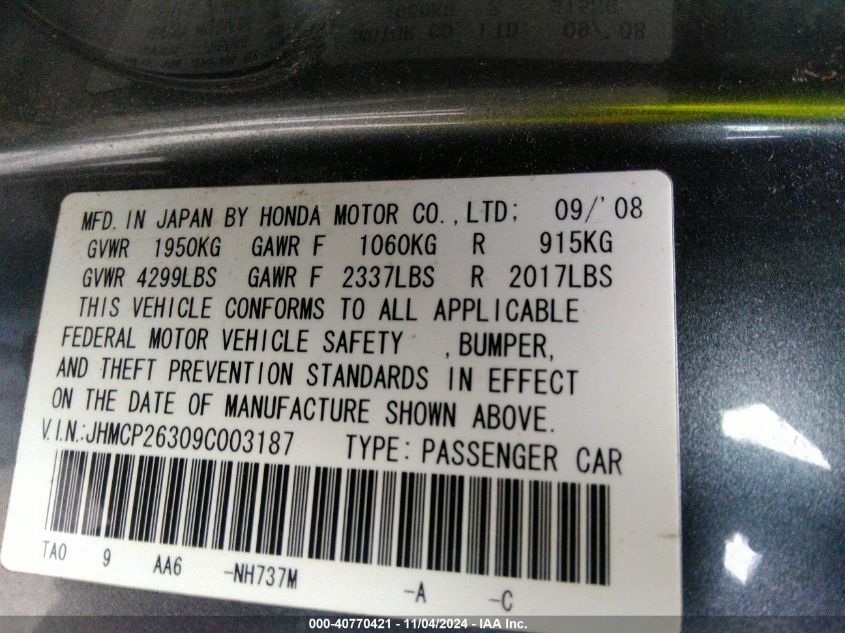 MFD. IN JAPAN BY HONDA MOTOR CO.,LTD; 09/'08
GVWR 1950KG GAWR F 1060KG R 915KG
GVWR 4299LBS GAWR F 2337LBS R 2017LBS
THIS VEHICLE CONFORMS TO ALL APPLICABLE
FEDERAL MOTOR VEHICLE SAFETY ,BUMPER,
AND THEFT PREVENTION STANDARDS IN EFFECT
ON THE DATE OF MANUFACTURE SHOWN ABOVE.
V.I.N.:JHMCP26309C003187 TYPE: PASSENGER CAR
TA0 9 AA6 -NH737M -A -C
000-40770421 - 11/04/2024 - IAA Inc.